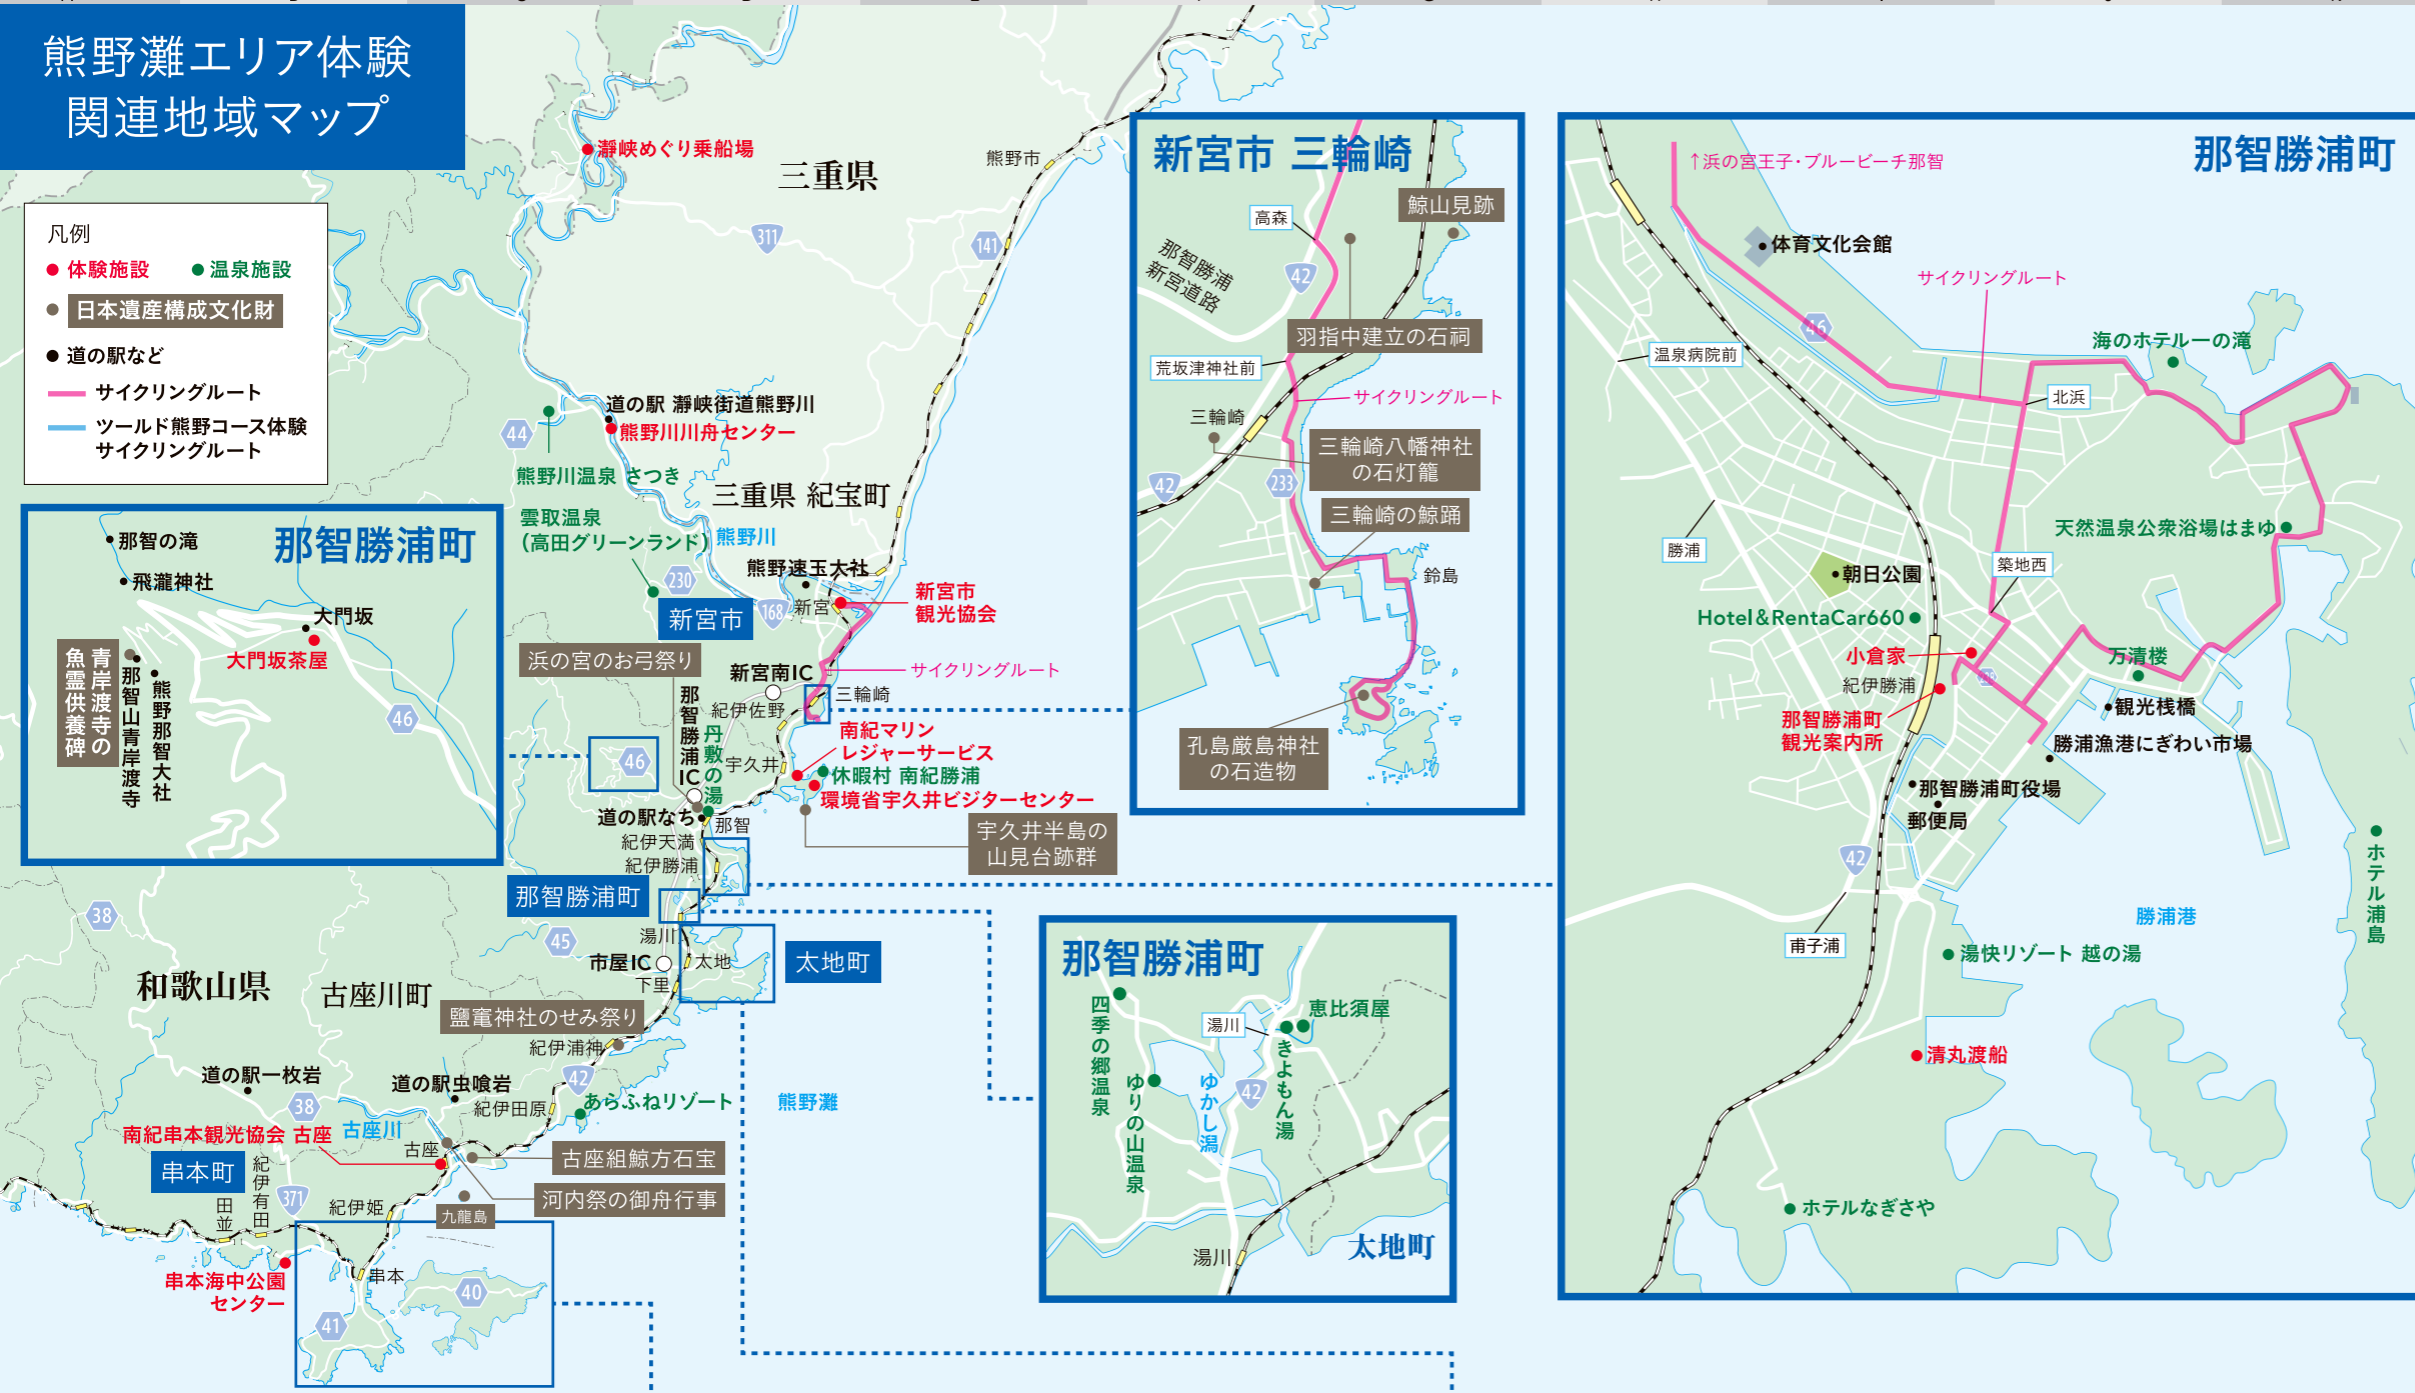 熊野灘エリア体験
関連地域マップ
凡例
体験施設
温泉施設
日本遺産構成文化財
道の駅など
サイクリングルート
ツールド熊野コース体験
サイクリングルート
瀞峡めぐり乗船場
三重県
熊野市
311
141
44
道の駅 瀞峡街道熊野川
熊野川川舟センター
熊野川温泉 さつき
三重県 紀宝町
雲取温泉
(高田グリーンランド)
熊野川
230
熊野速玉大社
168
新宮
新宮市
新宮市
観光協会
浜の宮のお弓祭り
新宮南IC
サイクリングルート
三輪崎
紀伊佐野
那智勝浦IC
丹敷の湯
南紀マリン
レジャーサービス
宇久井
休暇村 南紀勝浦
環境省宇久井ビジターセンター
46
道の駅なち
那智
紀伊天満
紀伊勝浦
宇久井半島の
山見台跡群
那智勝浦町
湯川
45
市屋IC
太地
太地町
下里
38
和歌山県
古座川町
鹽竈神社のせみ祭り
紀伊浦神
道の駅一枚岩
道の駅虫喰岩
42
紀伊田原
あらふねリゾート
熊野灘
38
南紀串本観光協会 古座
古座川
古座
古座組鯨方石宝
串本町
紀伊有田
371
田並
紀伊姫
河内祭の御舟行事
九龍島
串本海中公園
センター
串本
40
41
那智勝浦町
那智の滝
飛瀧神社
大門坂
大門坂茶屋
青岸渡寺の
魚霊供養碑
那智山青岸渡寺
熊野那智大社
46
新宮市 三輪崎
高森
鯨山見跡
那智勝浦
新宮道路
42
羽指中建立の石祠
荒坂津神社前
サイクリングルート
三輪崎
三輪崎八幡神社
の石灯籠
42
233
三輪崎の鯨踊
鈴島
孔島厳島神社
の石造物
那智勝浦町
四季の郷温泉
湯川
恵比須屋
きよもん湯
ゆりの山温泉
ゆかし潟
42
湯川
太地町
那智勝浦町
↑浜の宮王子・ブルービーチ那智
体育文化会館
サイクリングルート
46
温泉病院前
海のホテル一の滝
北浜
勝浦
天然温泉公衆浴場はまゆ
築地西
朝日公園
Hotel&RentaCar660
小倉家
紀伊勝浦
万清楼
那智勝浦町
観光案内所
観光桟橋
勝浦漁港にぎわい市場
那智勝浦町役場
郵便局
42
ホテル浦島
勝浦港
甫子浦
湯快リゾート 越の湯
清丸渡船
ホテルなぎさや